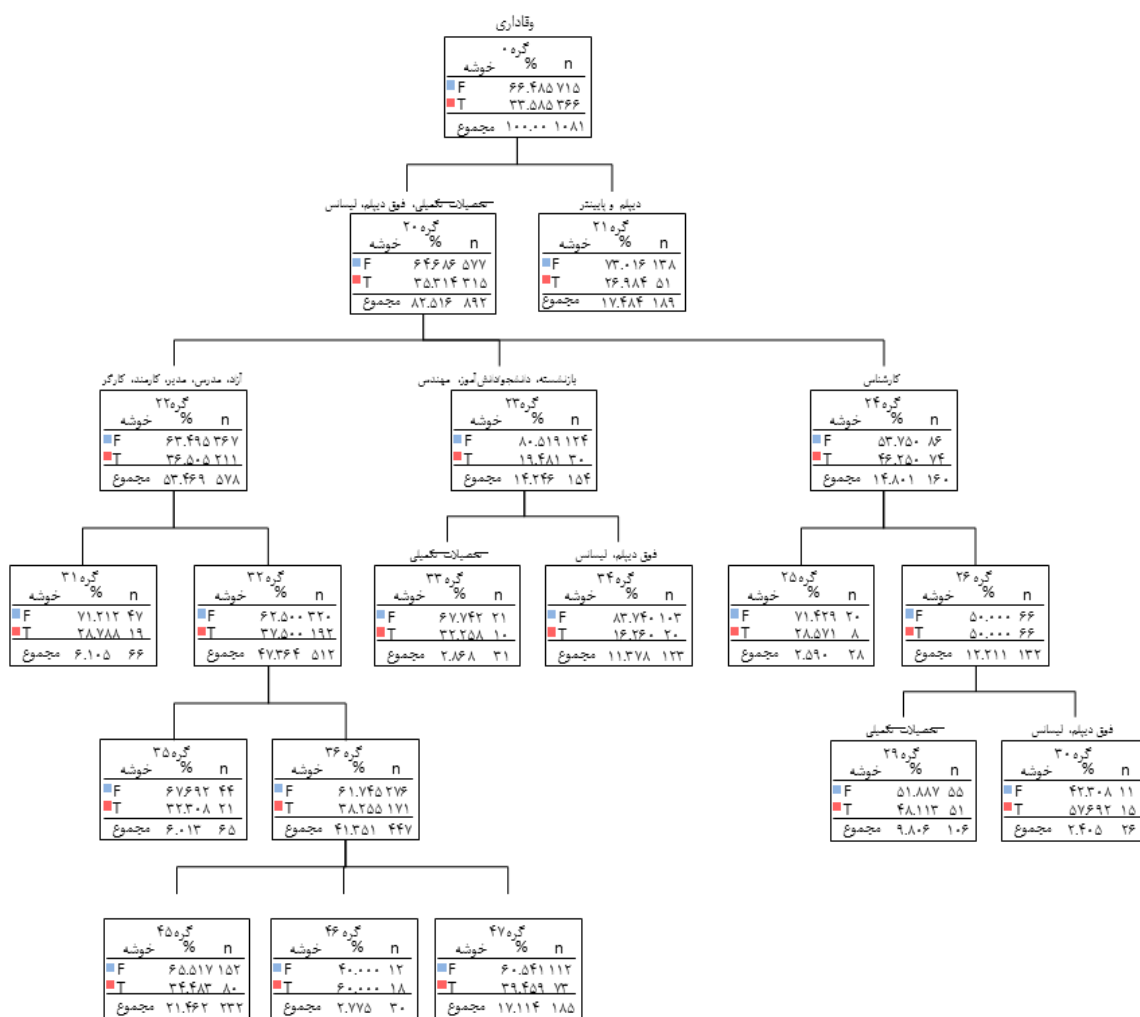 وفاداری
گره ۰
خوشه % n
F ۶۶.۴۸۵ ۷۱۵
T ۳۳.۵۸۵ ۳۶۶
مجموع ۱۰۰.۰۰ ۱۰۸۱
تحصیلات تکمیلی، فوق دیپلم، لیسانس
دیپلم و پایینتر
گره ۲۰
خوشه % n
F ۶۴.۶۸۶ ۵۷۷
T ۳۵.۳۱۴ ۳۱۵
مجموع ۸۲.۵۱۶ ۸۹۲
گره ۲۱
خوشه % n
F ۷۳.۰۱۶ ۱۳۸
T ۲۶.۹۸۴ ۵۱
مجموع ۱۷.۴۸۴ ۱۸۹
آزاد، مدرس، مدیر، کارمند، کارگر
بازنشسته، دانشجو/دانش‌آموز، مهندس
کارشناس
گره ۲۲
خوشه % n
F ۶۳.۴۹۵ ۳۶۷
T ۳۶.۵۰۵ ۲۱۱
مجموع ۵۳.۴۶۹ ۵۷۸
گره ۲۳
خوشه % n
F ۸۰.۵۱۹ ۱۲۴
T ۱۹.۴۸۱ ۳۰
مجموع ۱۴.۲۴۶ ۱۵۴
گره ۲۴
خوشه % n
F ۵۳.۷۵۰ ۸۶
T ۴۶.۲۵۰ ۷۴
مجموع ۱۴.۸۰۱ ۱۶۰
تحصیلات تکمیلی
فوق دیپلم، لیسانس
گره ۳۱
خوشه % n
F ۷۱.۲۱۲ ۴۷
T ۲۸.۷۸۸ ۱۹
مجموع ۶.۱۰۵ ۶۶
گره ۳۲
خوشه % n
F ۶۲.۵۰۰ ۳۲۰
T ۳۷.۵۰۰ ۱۹۲
مجموع ۴۷.۳۶۴ ۵۱۲
گره ۳۳
خوشه % n
F ۶۷.۷۴۲ ۲۱
T ۳۲.۲۵۸ ۱۰
مجموع ۲.۸۶۸ ۳۱
گره ۳۴
خوشه % n
F ۸۳.۷۴۰ ۱۰۳
T ۱۶.۲۶۰ ۲۰
مجموع ۱۱.۳۷۸ ۱۲۳
گره ۲۵
خوشه % n
F ۷۱.۴۲۹ ۲۰
T ۲۸.۵۷۱ ۸
مجموع ۲.۵۹۰ ۲۸
گره ۲۶
خوشه % n
F ۵۰.۰۰۰ ۶۶
T ۵۰.۰۰۰ ۶۶
مجموع ۱۲.۲۱۱ ۱۳۲
تحصیلات تکمیلی
فوق دیپلم، لیسانس
گره ۳۵
خوشه % n
F ۶۷.۶۹۲ ۴۴
T ۳۲.۳۰۸ ۲۱
مجموع ۶.۰۱۳ ۶۵
گره ۳۶
خوشه % n
F ۶۱.۷۴۵ ۲۷۶
T ۳۸.۲۵۵ ۱۷۱
مجموع ۴۱.۳۵۱ ۴۴۷
گره ۲۹
خوشه % n
F ۵۱.۸۸۷ ۵۵
T ۴۸.۱۱۳ ۵۱
مجموع ۹.۸۰۶ ۱۰۶
گره ۳۰
خوشه % n
F ۴۲.۳۰۸ ۱۱
T ۵۷.۶۹۲ ۱۵
مجموع ۲.۴۰۵ ۲۶
گره ۴۵
خوشه % n
F ۶۵.۵۱۷ ۱۵۲
T ۳۴.۴۸۳ ۸۰
مجموع ۲۱.۴۶۲ ۲۳۲
گره ۴۶
خوشه % n
F ۴۰.۰۰۰ ۱۲
T ۶۰.۰۰۰ ۱۸
مجموع ۲.۷۷۵ ۳۰
گره ۴۷
خوشه % n
F ۶۰.۵۴۱ ۱۱۲
T ۳۹.۴۵۹ ۷۳
مجموع ۱۷.۱۱۴ ۱۸۵